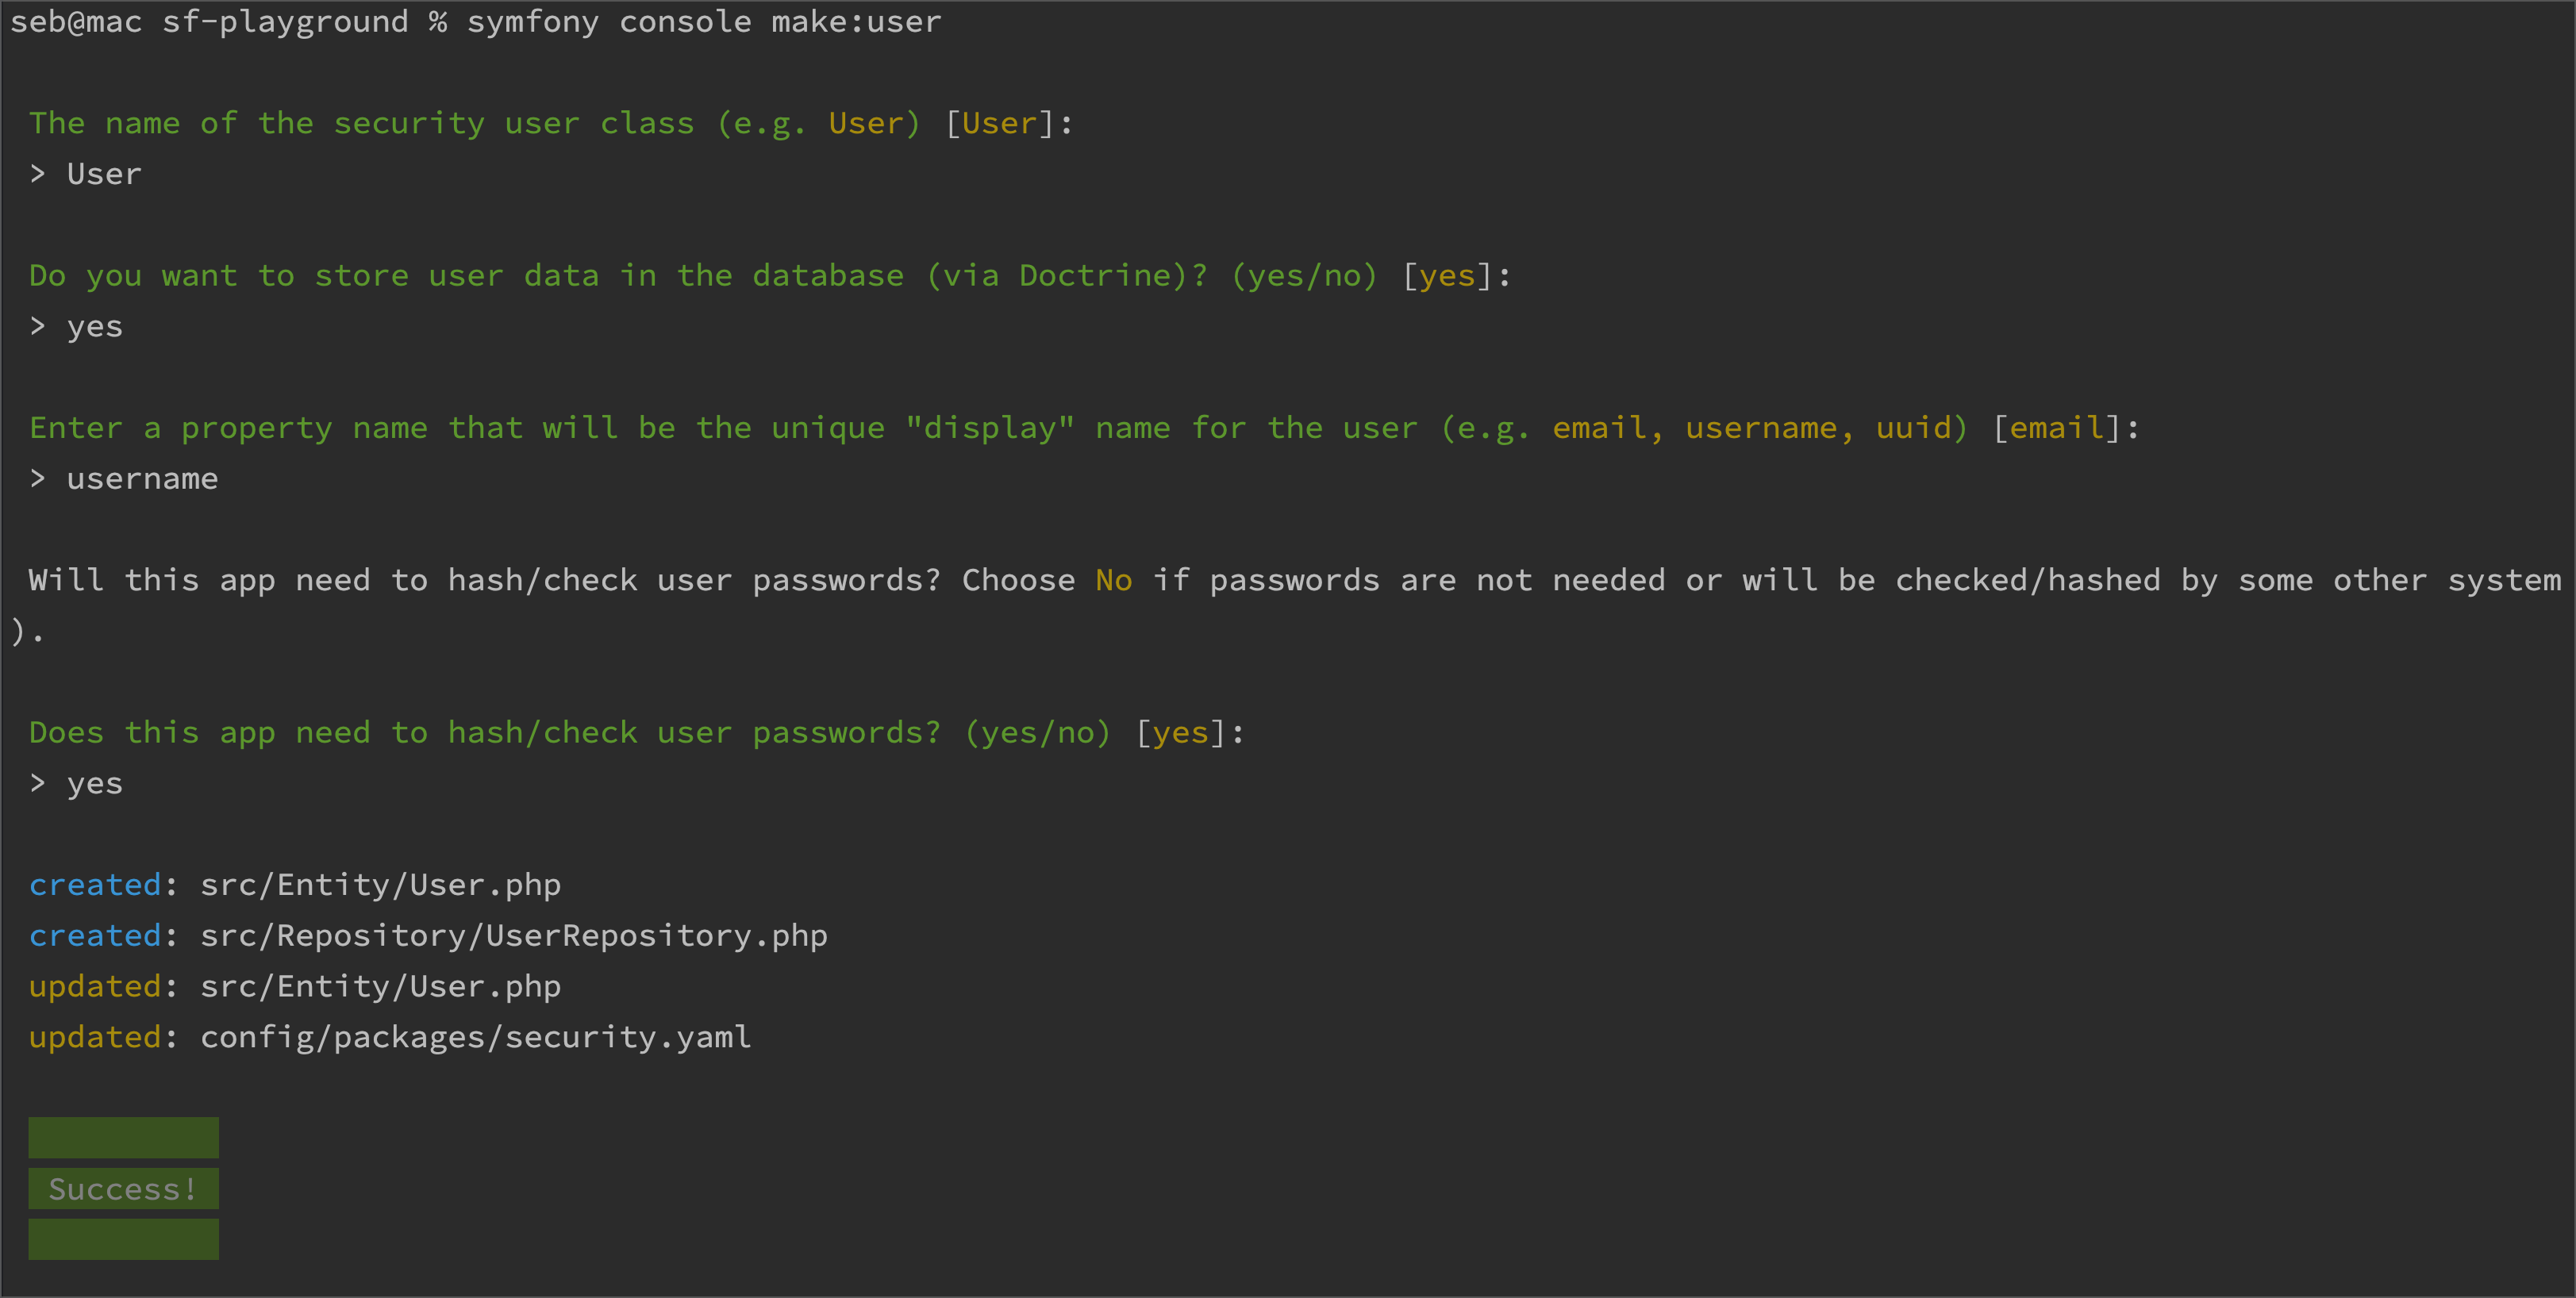 seb@mac sf-playground % symfony console make:user
The name of the security user class (e.g. User) [User]:
> User
Do you want to store user data in the database (via Doctrine)? (yes/no) [yes]:
> yes
Enter a property name that will be the unique "display" name for the user (e.g. email, username, uuid) [email]:
> username
Will this app need to hash/check user passwords? Choose No if passwords are not needed or will be checked/hashed by some other system
).
Does this app need to hash/check user passwords? (yes/no) [yes]:
> yes
created: src/Entity/User.php
created: src/Repository/UserRepository.php
updated: src/Entity/User.php
updated: config/packages/security.yaml
Success!